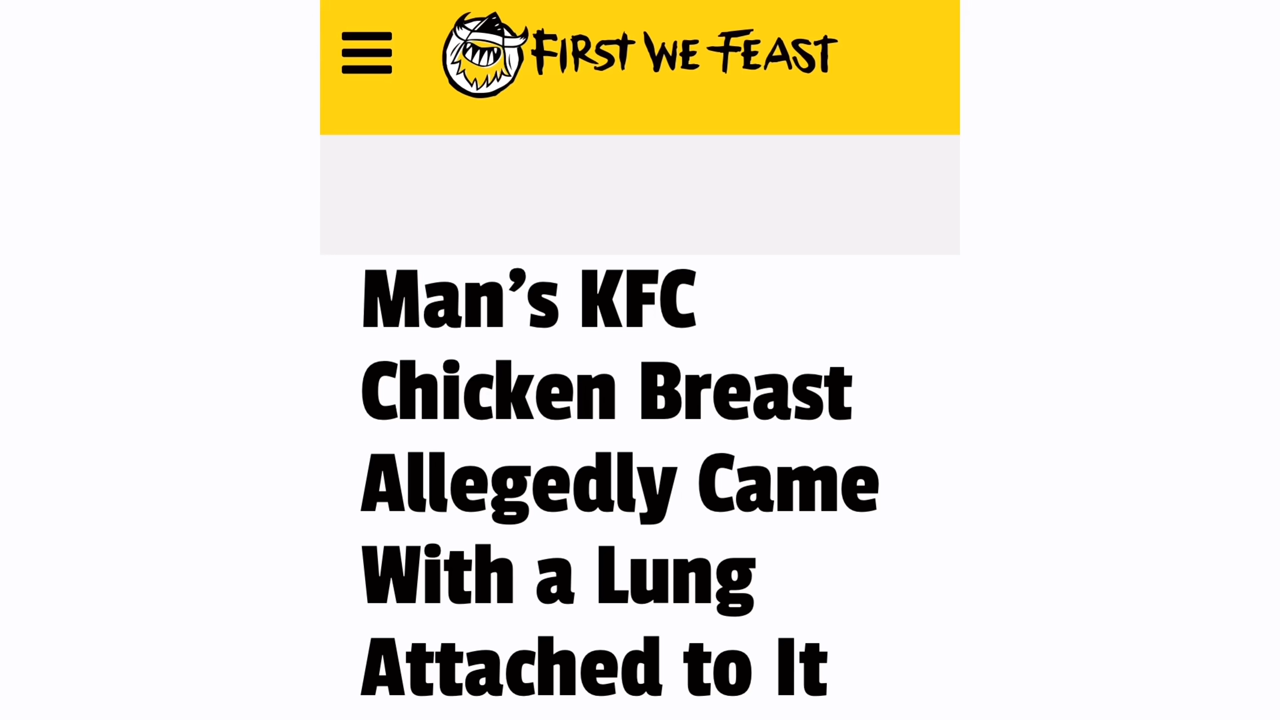 FIRST WE FEAST
Man’s KFC
Chicken Breast
Allegedly Came
With a Lung
Attached to It